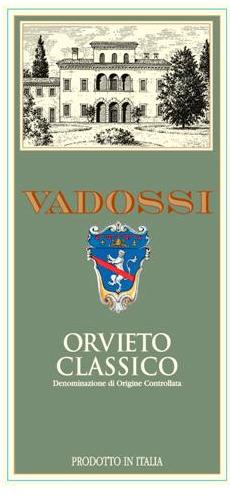 VADOSSI
ORVIETO
CLASSICO
Denominazione di Origine Controllata
PRODOTTO IN ITALIA